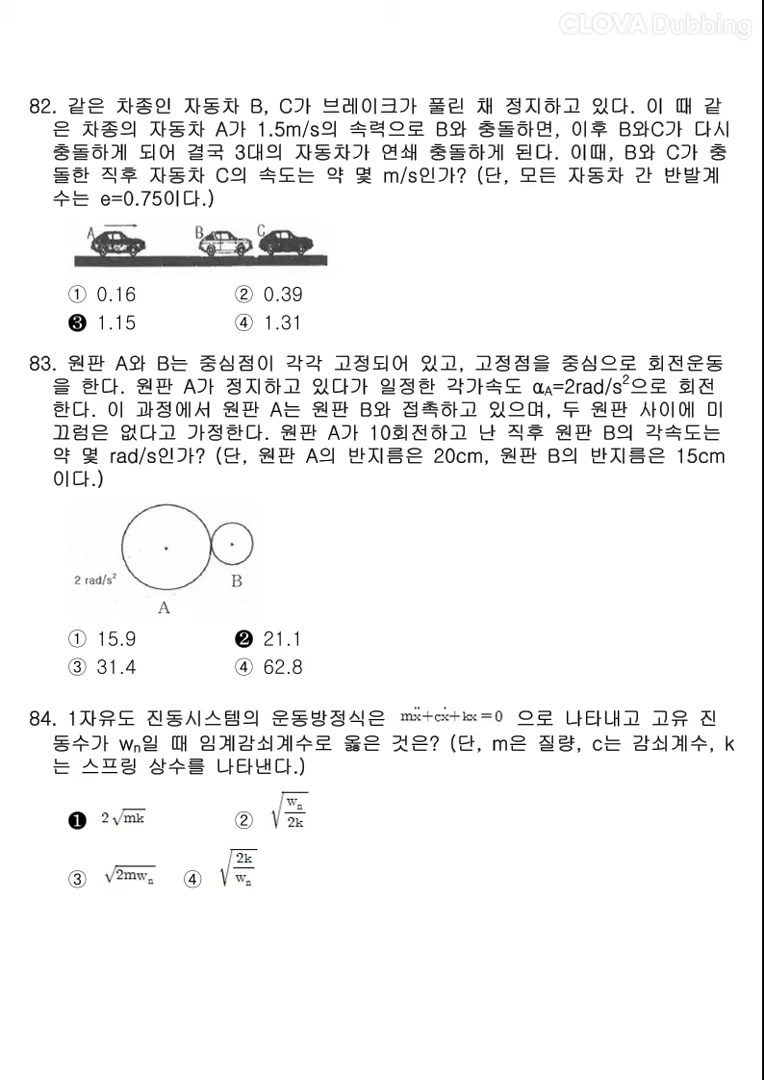 CLOVA Dubbing
82. 같은 차종인 자동차 B, C가 브레이크가 풀린 채 정지하고 있다. 이 때 같
은 차종의 자동차 A가 1.5m/s의 속력으로 B와 충돌하면, 이후 B와C가 다시
충돌하게 되어 결국 3대의 자동차가 연쇄 충돌하게 된다. 이때, B와 C가 충
돌한 직후 자동차 C의 속도는 약 몇 m/s인가? (단, 모든 자동차 간 반발계
수는 e=0.75이다.)
A B C
① 0.16 ② 0.39
❸ 1.15 ④ 1.31
83. 원판 A와 B는 중심점이 각각 고정되어 있고, 고정점을 중심으로 회전운동
을 한다. 원판 A가 정지하고 있다가 일정한 각가속도 αA=2rad/s²으로 회전
한다. 이 과정에서 원판 A는 원판 B와 접촉하고 있으며, 두 원판 사이에 미
끄럼은 없다고 가정한다. 원판 A가 10회전하고 난 직후 원판 B의 각속도는
약 몇 rad/s인가? (단, 원판 A의 반지름은 20cm, 원판 B의 반지름은 15cm
이다.)
2 rad/s² B
A
① 15.9 ❷ 21.1
③ 31.4 ④ 62.8
84. 1자유도 진동시스템의 운동방정식은 mẍ+cẋ+kx=0 으로 나타내고 고유 진
동수가 wn일 때 임계감쇠계수로 옳은 것은? (단, m은 질량, c는 감쇠계수, k
는 스프링 상수를 나타낸다.)
❶ 2√mk ② √(wn/2k)
③ √2mwn ④ √(2k/wn)